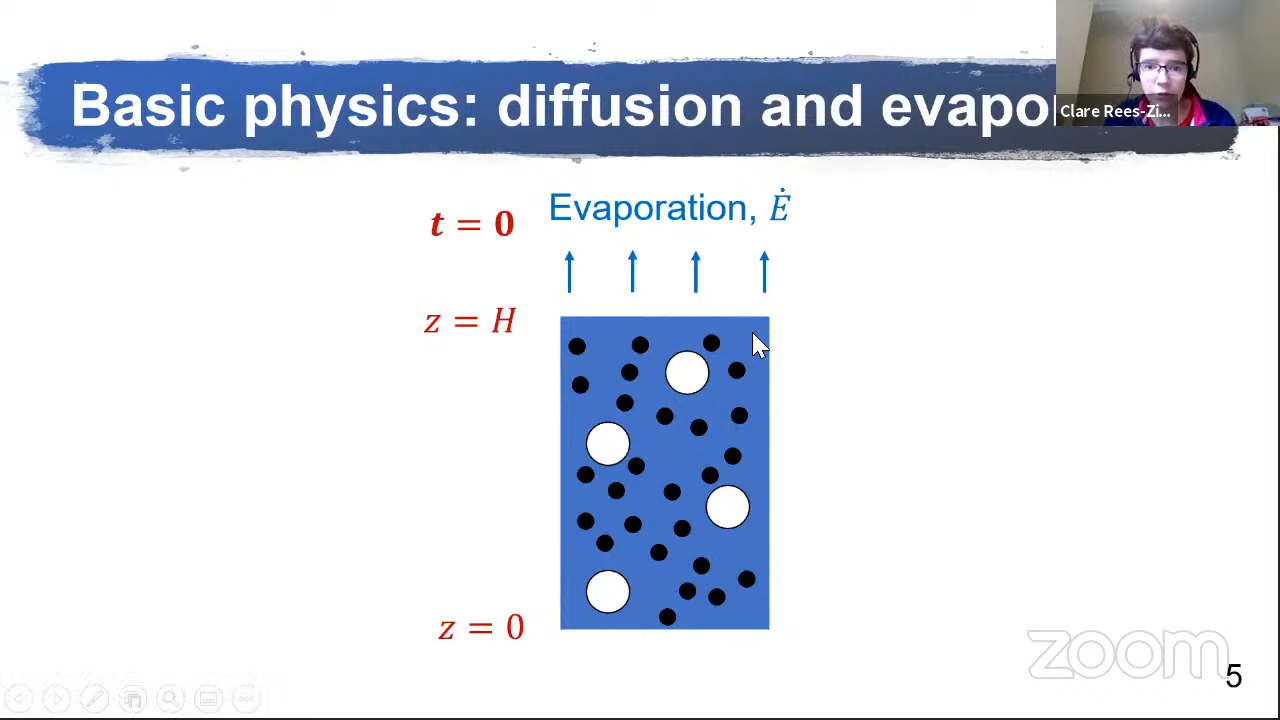 Basic physics: diffusion and evapo
Clare Rees-Zi...
t = 0
Evaporation, Ė
z = H
z = 0
zoom
5